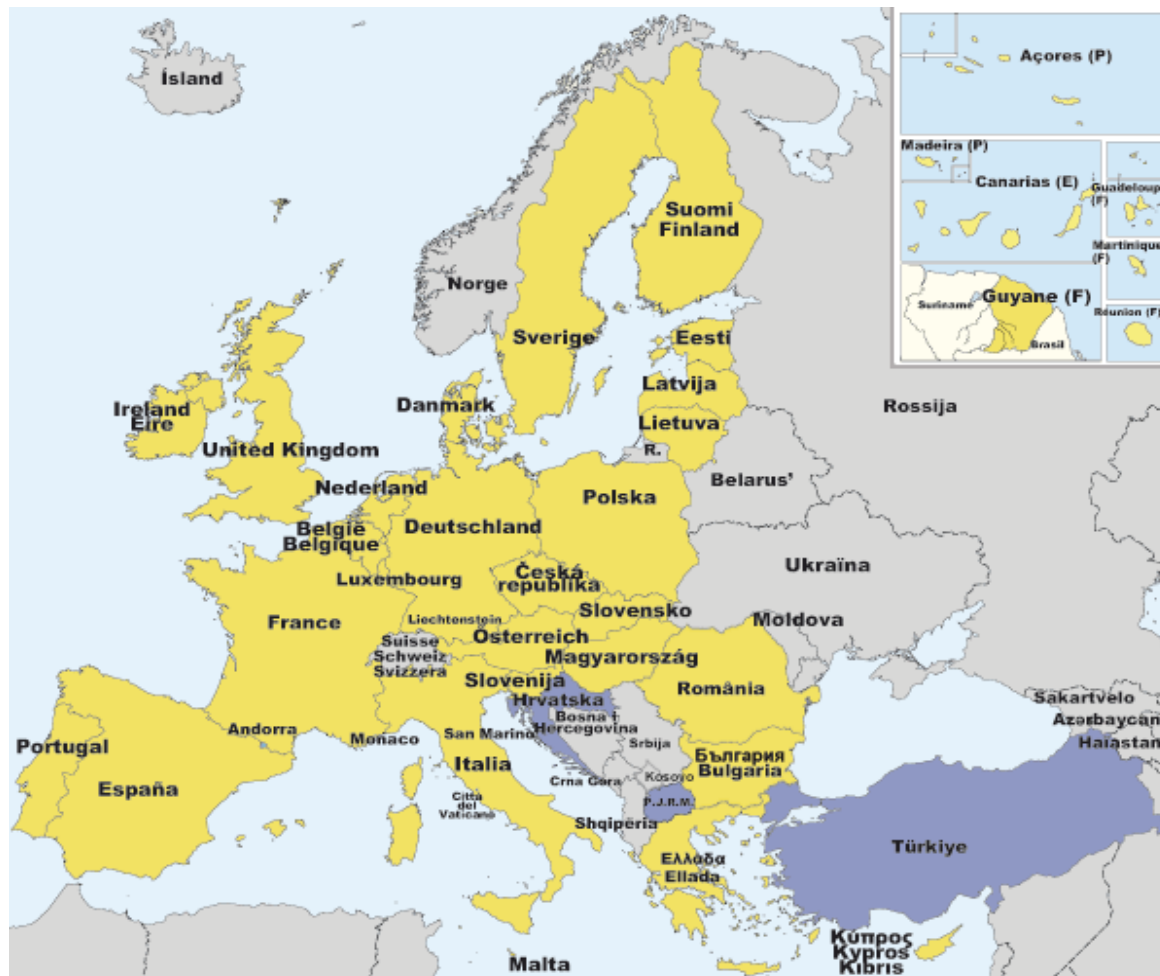 Ísland
Açores (P)
Madeira (P)
Canarias (E)
Guadeloup
(F)
Martinique
(F)
Guyane (F)
Suriname
Brasil
Réunion (F)
Suomi
Finland
Norge
Sverige
Eesti
Latvija
Lietuva
R.
Rossija
Danmark
Ireland
Eire
United Kingdom
Nederland
België
Belgique
Deutschland
Polska
Belarus'
Luxembourg
Česká
republika
Ukraïna
Slovensko
France
Liechtenstein
Österreich
Moldova
Suisse
Schweiz
Svizzera
Magyarország
Slovenija
România
Hrvatska
Bosna i
Hercegovina
Srbija
Sakartvelo
Azərbaycan
Haiastan
Portugal
Andorra
Monaco
San Marino
Italia
España
Crna Gora
Kosovo
България
Bulgaria
Città
del
Vaticano
P.J.R.M.
Shqipëria
Türkiye
Ελλάδα
Ellada
Κύπρος
Kypros
Kibris
Malta